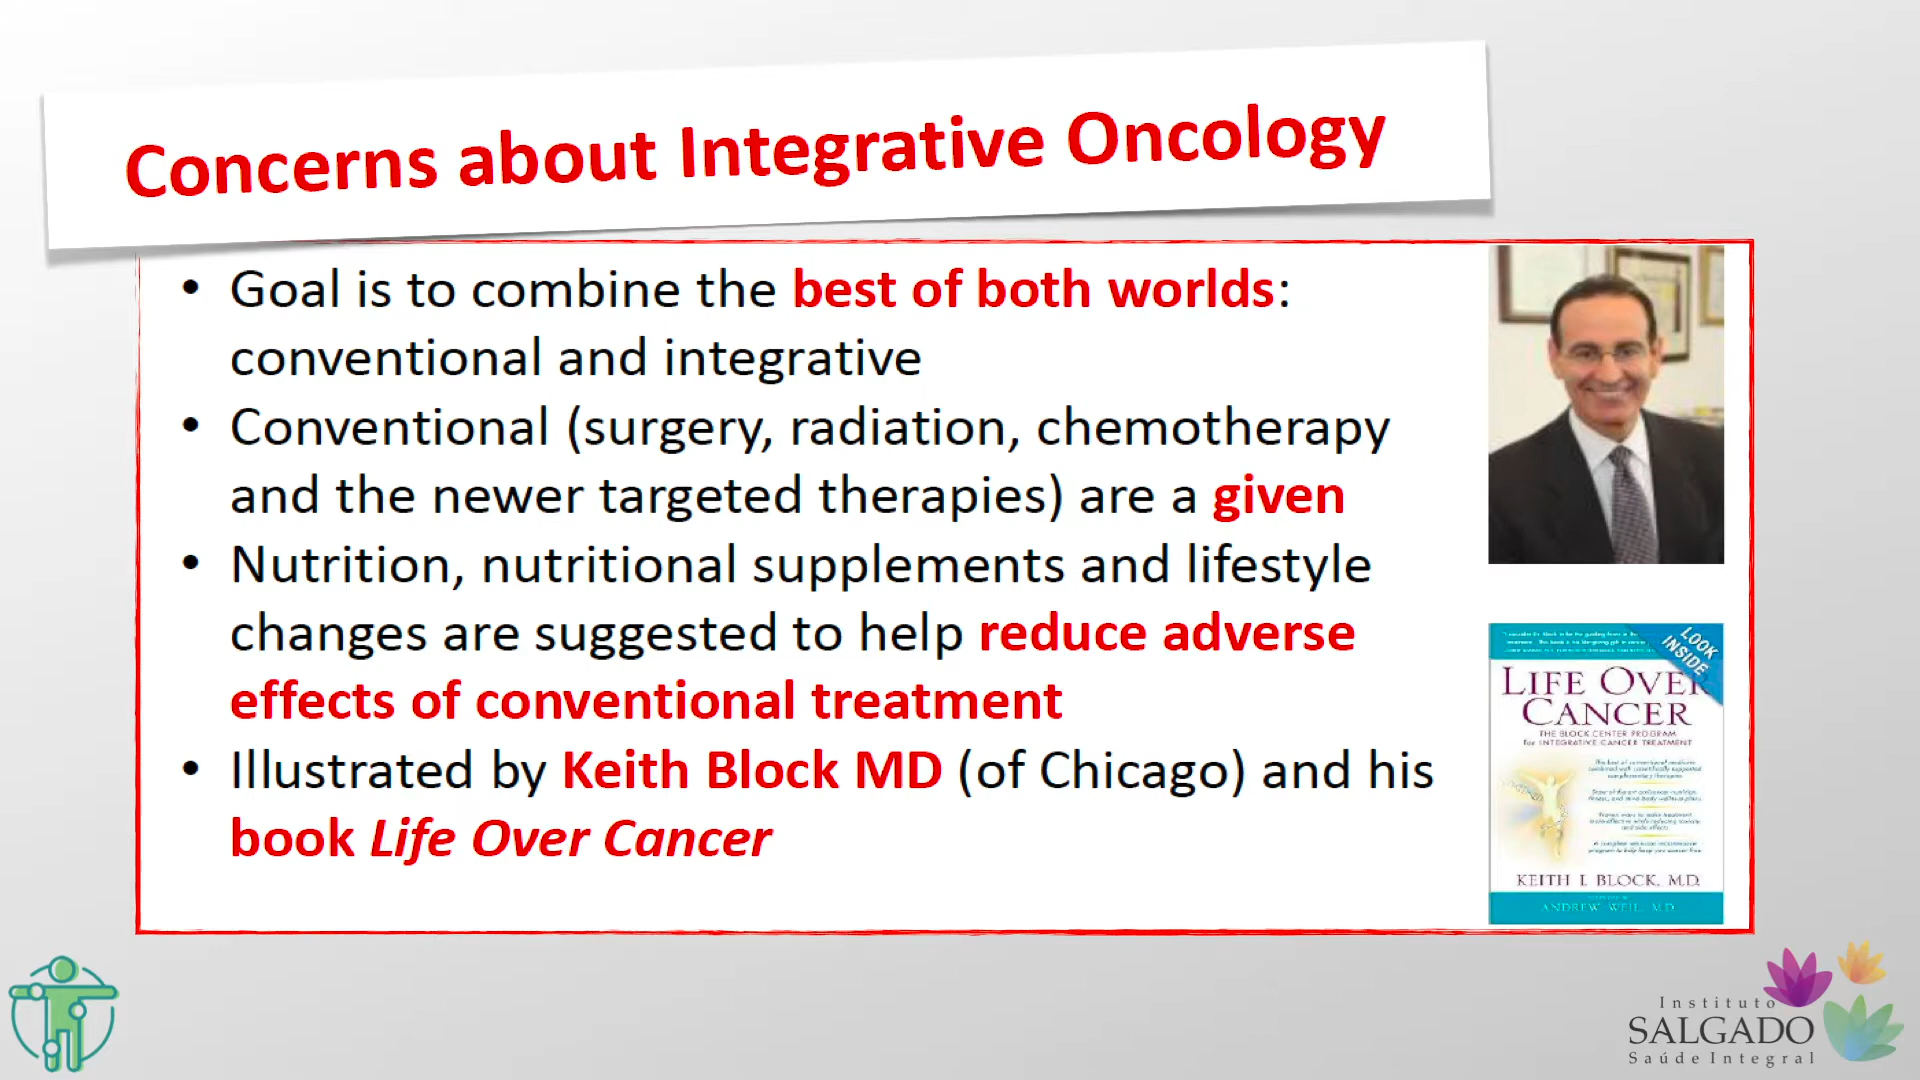 Concerns about Integrative Oncology
• Goal is to combine the best of both worlds:
conventional and integrative
• Conventional (surgery, radiation, chemotherapy
and the newer targeted therapies) are a given
• Nutrition, nutritional supplements and lifestyle
changes are suggested to help reduce adverse
effects of conventional treatment
• Illustrated by Keith Block MD (of Chicago) and his
book Life Over Cancer
LOOK
INSIDE
LIFE OVER
CANCER
THE BLOCK CENTER PROGRAM
for INTEGRATIVE CANCER TREATMENT
KEITH I. BLOCK, M.D.
ANDREW WEIL, M.D.
Instituto
SALGADO
Saúde Integral